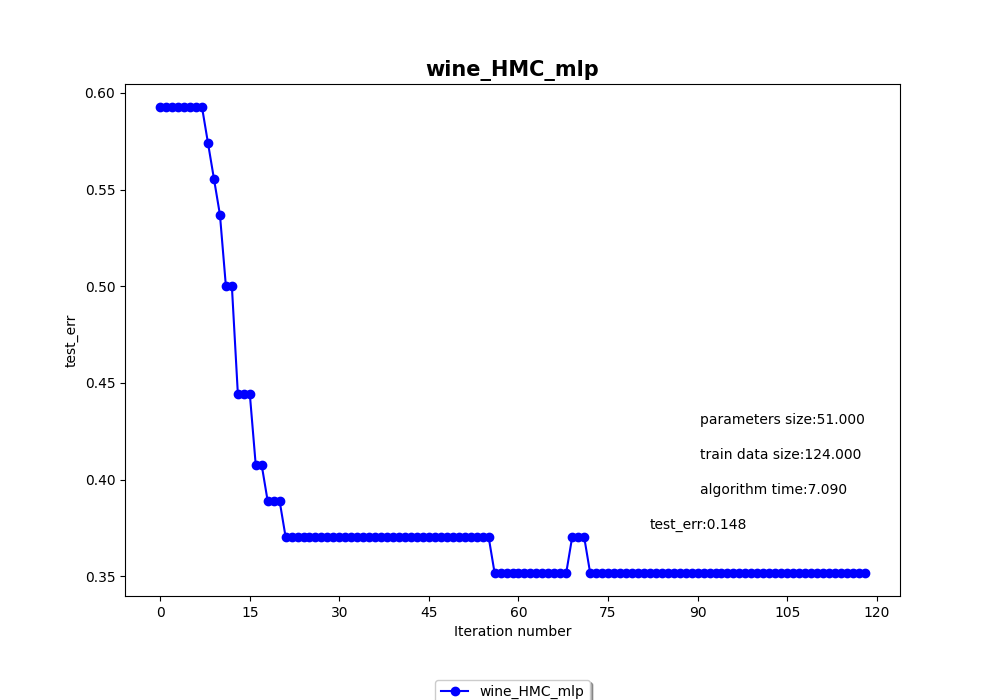 wine_HMC_mlp
0.60
0.55
0.50
0.45
0.40
0.35
test_err
parameters size:51.000
train data size:124.000
algorithm time:7.090
test_err:0.148
0 15 30 45 60 75 90 105 120
Iteration number
wine_HMC_mlp